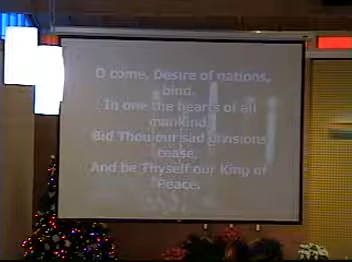 O come, Desire of nations,
bind.
In one the hearts of all
mankind.
Bid Thou our sad divisions
cease,
And be Thyself our King of
Peace.